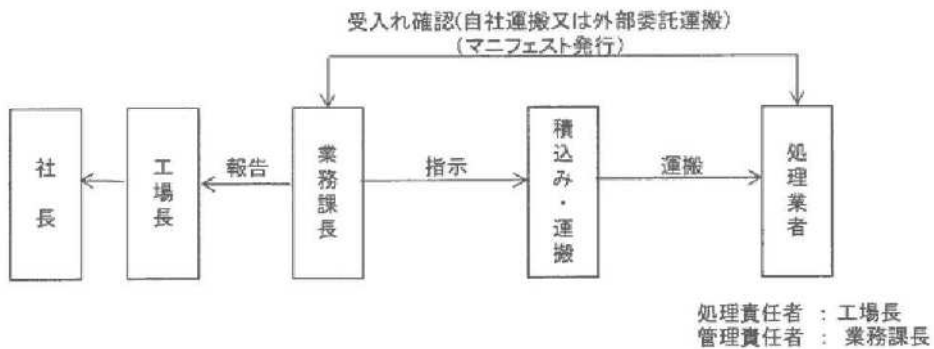 受入れ確認(自社運搬又は外部委託運搬)
(マニフェスト発行)
社長
工場長
報告
業務課長
指示
積込み・運搬
運搬
処理業者
処理責任者 : 工場長
管理責任者 : 業務課長